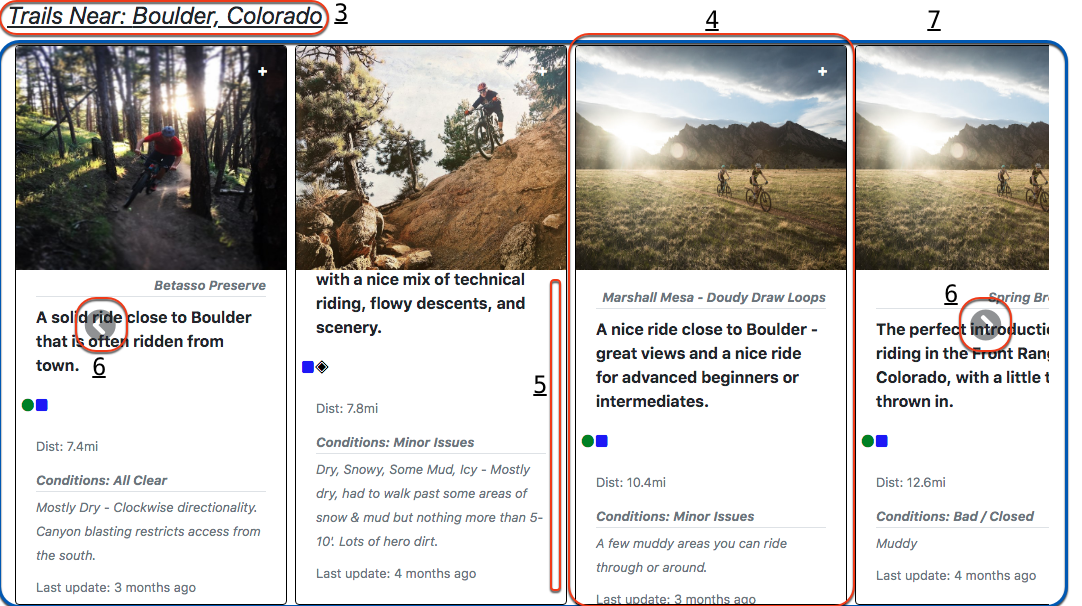 Trails Near: Boulder, Colorado
3
4
7
+
+
Betasso Preserve
A solid ride close to Boulder
that is often ridden from
town.
6
Dist: 7.4mi
Conditions: All Clear
Mostly Dry - Clockwise directionality.
Canyon blasting restricts access from
the south.
Last update: 3 months ago
with a nice mix of technical
riding, flowy descents, and
scenery.
5
Dist: 7.8mi
Conditions: Minor Issues
Dry, Snowy, Some Mud, Icy - Mostly
dry, had to walk past some areas of
snow & mud but nothing more than 5-
10'. Lots of hero dirt.
Last update: 4 months ago
Marshall Mesa - Doudy Draw Loops
A nice ride close to Boulder -
great views and a nice ride
for advanced beginners or
intermediates.
Dist: 10.4mi
Conditions: Minor Issues
A few muddy areas you can ride
through or around.
Last update: 3 months ago
6
Spring Br
The perfect introductio
riding in the Front Rang
Colorado, with a little t
thrown in.
Dist: 12.6mi
Conditions: Bad / Closed
Muddy
Last update: 4 months ago